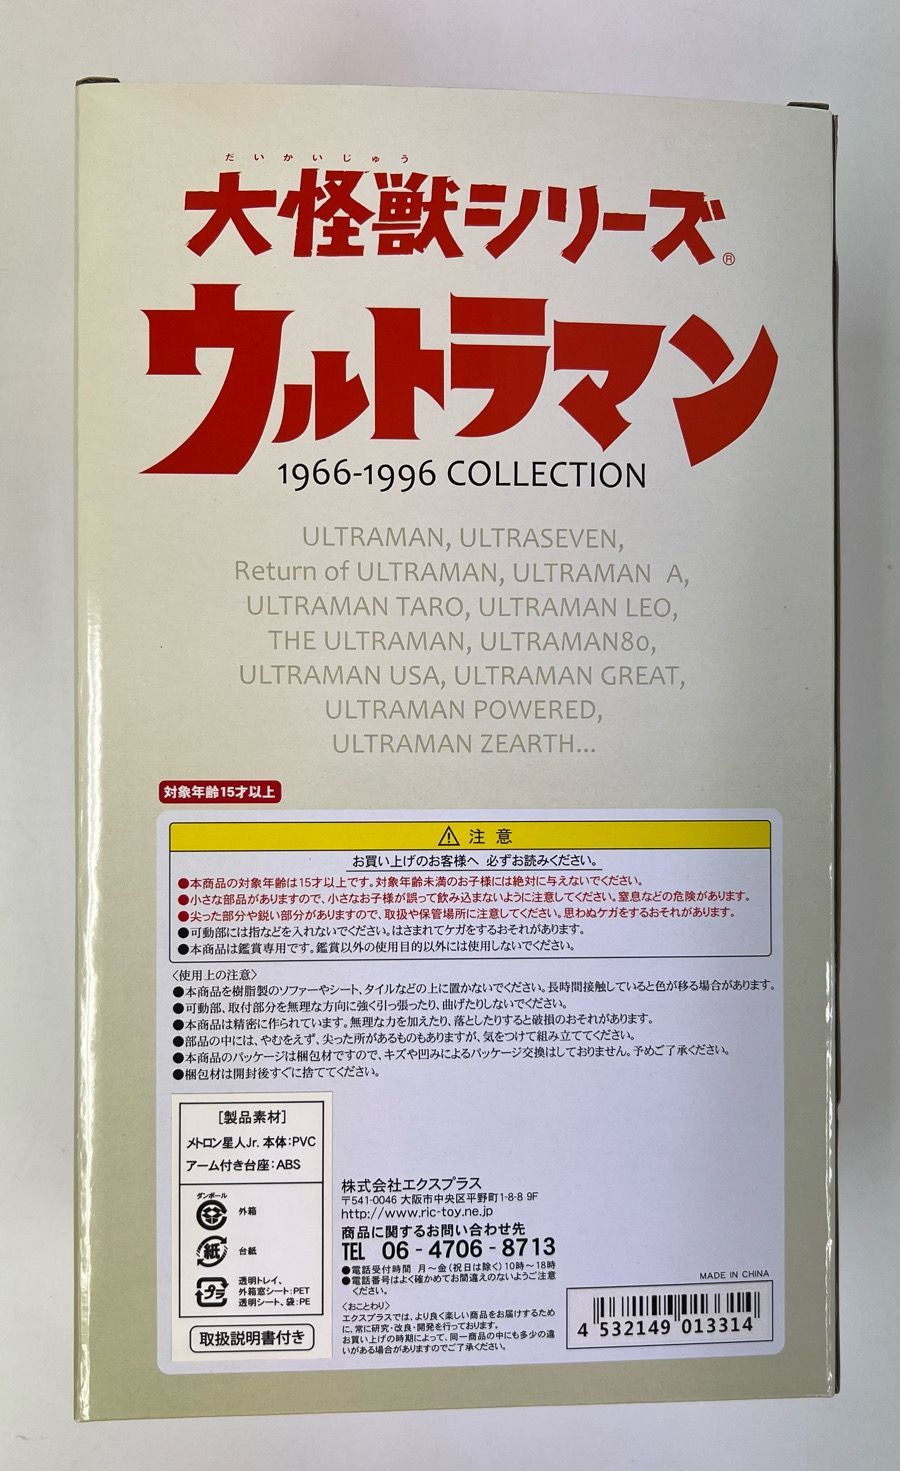 だいかいじゅう
大怪獣シリーズ®
ウルトラマン
1966-1996 COLLECTION
ULTRAMAN, ULTRASEVEN,
Return of ULTRAMAN, ULTRAMAN A,
ULTRAMAN TARO, ULTRAMAN LEO,
THE ULTRAMAN, ULTRAMAN80,
ULTRAMAN USA, ULTRAMAN GREAT,
ULTRAMAN POWERED,
ULTRAMAN ZEARTH...
対象年齢15才以上
⚠ 注 意
お買い上げのお客様へ 必ずお読みください。
●本商品の対象年齢は15才以上です。対象年齢未満のお子様には絶対に与えないでください。
●小さな部品がありますので、小さなお子様が誤って飲み込まないように注意してください。窒息などの危険があります。
●尖った部分や鋭い部分がありますので、取扱や保管場所に注意してください。思わぬケガをするおそれがあります。
●可動部には指などを入れないでください。はさまれてケガをするおそれがあります。
●本商品は鑑賞専用です。鑑賞以外の使用目的以外には使用しないでください。
〈使用上の注意〉
●本商品を樹脂製のソファーやシート、タイルなどの上に置かないでください。長時間接触していると色が移る場合があります。
●可動部、取付部分を無理な方向に強く引っ張ったり、曲げたりしないでください。
●本商品は精密に作られています。無理な力を加えたり、落としたりすると破損のおそれがあります。
●部品の中には、やむをえず、尖った所があるものもありますが、気をつけて組み立ててください。
●本商品のパッケージは梱包材ですので、キズや凹みによるパッケージ交換はしておりません。予めご了承ください。
●梱包材は開封後すぐに捨ててください。
[製品素材]
メトロン星人Jr. 本体:PVC
アーム付き台座:ABS
ダンボール
外箱
紙
台紙
プラ
透明トレイ、
外箱窓シート:PET
透明シート、袋:PE
取扱説明書付き
株式会社エクスプラス
〒541-0046 大阪市中央区平野町1-8-8 9F
http://www.ric-toy.ne.jp
商品に関するお問い合わせ先
TEL 06-4706-8713
●電話受付時間 月〜金(祝日は除く)10時〜18時
●電話番号はよく確かめてお間違えのないようご注意
ください。
〈おことわり〉
エクスプラスでは、より良く楽しい商品をお届けするため
に、常に研究・改良・開発を行っております。
お買い上げの時期によって、同一商品の中にも多少の違
いがある場合がありますのでご了承ください。
MADE IN CHINA
4 532149 013314